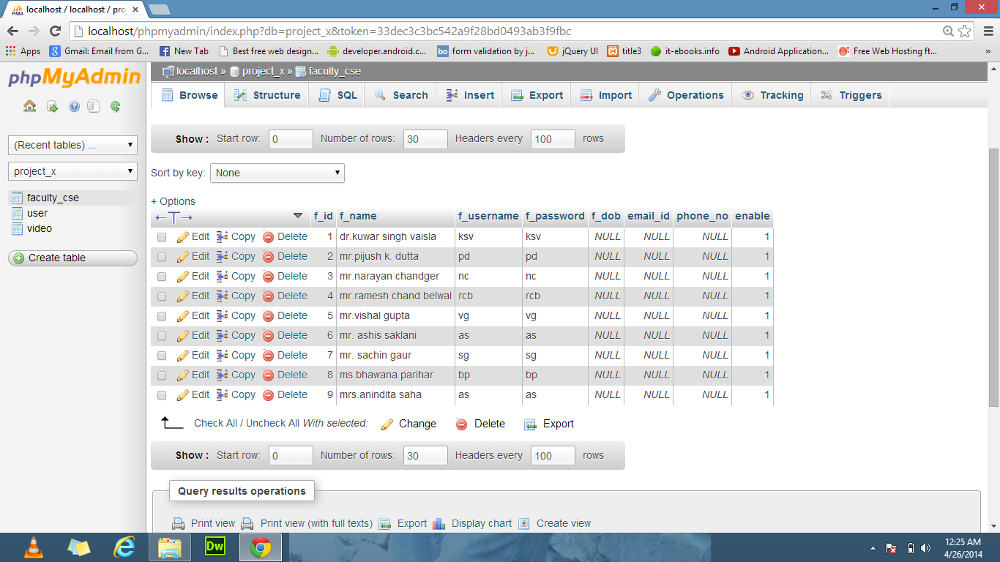 localhost / localhost / pro
localhost/phpmyadmin/index.php?db=project_x&token=33dec3c3bc542a9f28bd0493ab3f9fbc
Apps Gmail: Email from G... New Tab Best free web design... developer.android.c... bo form validation by j... jQuery UI title3 it-ebooks.info Android Application... Free Web Hosting ft... »
phpMyAdmin
localhost » project_x » faculty_cse
Browse Structure SQL Search Insert Export Import Operations Tracking Triggers
(Recent tables) ...
project_x
faculty_cse
user
video
Create table
Show : Start row: 0 Number of rows: 30 Headers every 100 rows
Sort by key: None
+ Options
←T→ f_id f_name f_username f_password f_dob email_id phone_no enable
Edit Copy Delete 1 dr.kuwar singh vaisla ksv ksv NULL NULL NULL 1
Edit Copy Delete 2 mr.pijush k. dutta pd pd NULL NULL NULL 1
Edit Copy Delete 3 mr.narayan chandger nc nc NULL NULL NULL 1
Edit Copy Delete 4 mr.ramesh chand belwal rcb rcb NULL NULL NULL 1
Edit Copy Delete 5 mr.vishal gupta vg vg NULL NULL NULL 1
Edit Copy Delete 6 mr. ashis saklani as as NULL NULL NULL 1
Edit Copy Delete 7 mr. sachin gaur sg sg NULL NULL NULL 1
Edit Copy Delete 8 ms.bhawana parihar bp bp NULL NULL NULL 1
Edit Copy Delete 9 mrs.anindita saha as as NULL NULL NULL 1
Check All / Uncheck All With selected: Change Delete Export
Show : Start row: 0 Number of rows: 30 Headers every 100 rows
Query results operations
Print view Print view (with full texts) Export Display chart Create view
Dw
12:25 AM
4/26/2014